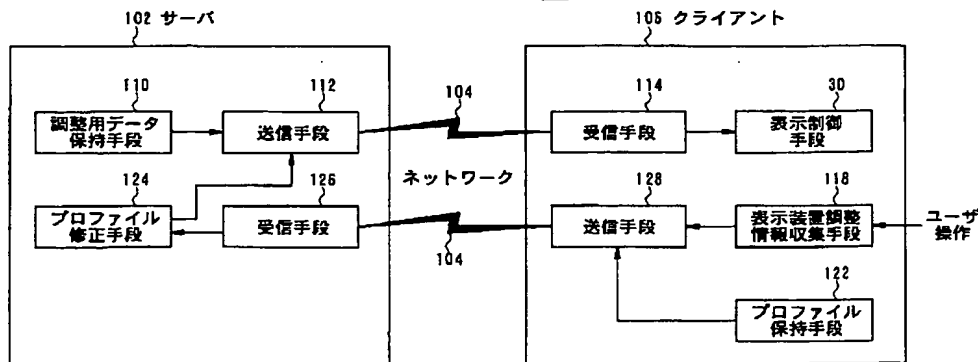 102 サーバ
106 クライアント
110
調整用データ
保持手段
112
送信手段
104
114
受信手段
30
表示制御
手段
ネットワーク
124
プロファイル
修正手段
126
受信手段
104
128
送信手段
118
表示装置調整
情報収集手段
ユーザ
操作
122
プロファイル
保持手段